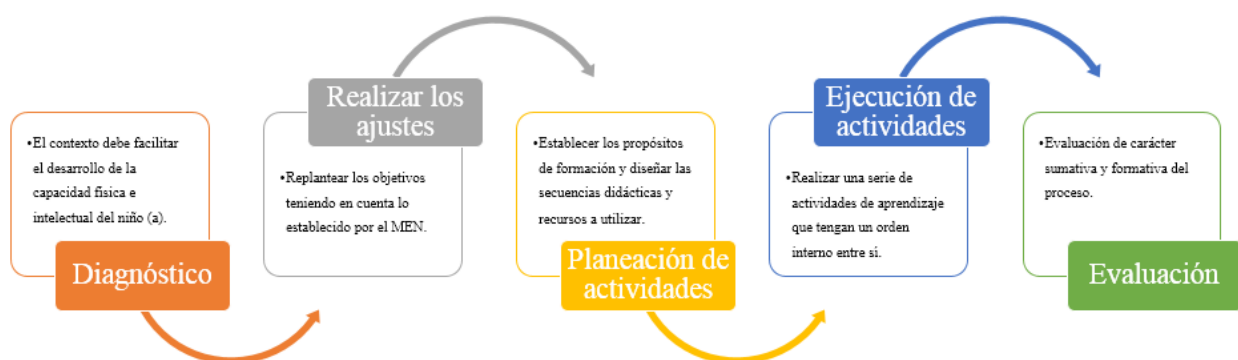 •El contexto debe facilitar
el desarrollo de la
capacidad física e
intelectual del niño (a).
Diagnóstico
Realizar los
ajustes
•Replantear los objetivos
teniendo en cuenta lo
establecido por el MEN.
•Establecer los propósitos
de formación y diseñar las
secuencias didácticas y
recursos a utilizar.
Planeación de
actividades
Ejecución de
actividades
•Realizar una serie de
actividades de aprendizaje
que tengan un orden
interno entre sí.
•Evaluación de carácter
sumativa y formativa del
proceso.
Evaluación